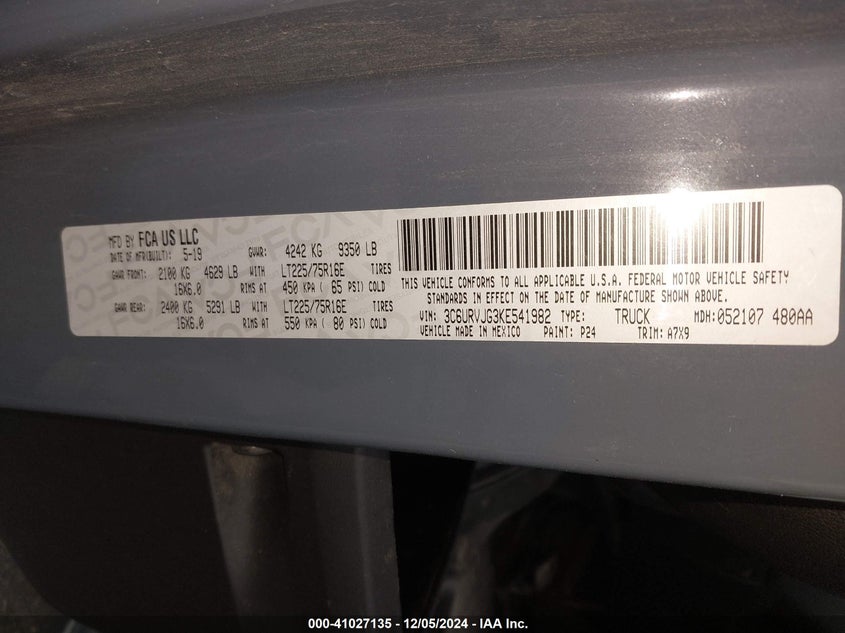 MFD BY FCA US LLC
DATE OF MFR(BUILT): 5-19 GVWR: 4242 KG 9350 LB
GAWR FRONT: 2100 KG 4629 LB WITH LT225/75R16E TIRES
16X6.0 RIMS AT 450 KPA ( 65 PSI) COLD
GAWR REAR: 2400 KG 5291 LB WITH LT225/75R16E TIRES
16X6.0 RIMS AT 550 KPA ( 80 PSI) COLD
THIS VEHICLE CONFORMS TO ALL APPLICABLE U.S.A. FEDERAL MOTOR VEHICLE SAFETY
STANDARDS IN EFFECT ON THE DATE OF MANUFACTURE SHOWN ABOVE.
VIN: 3C6URVJG3KE541982 TYPE: TRUCK MDH:052107 480AA
VEHICLE MADE IN MEXICO PAINT: P24 TRIM: A7X9
000-41027135 - 12/05/2024 - IAA Inc.